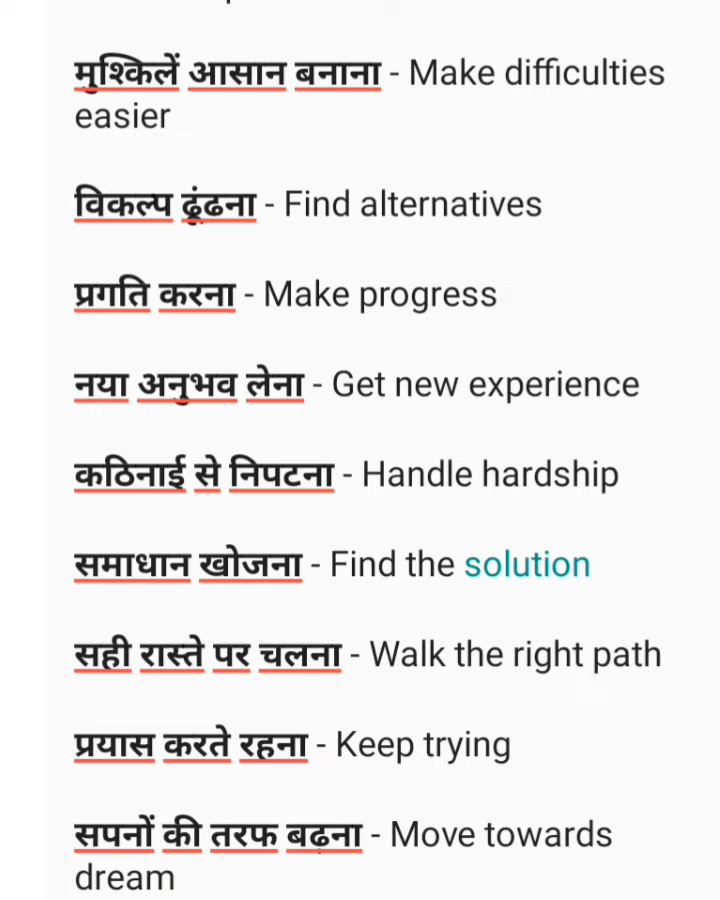 मुश्किलें आसान बनाना - Make difficulties
easier
विकल्प ढूंढना - Find alternatives
प्रगति करना - Make progress
नया अनुभव लेना - Get new experience
कठिनाई से निपटना - Handle hardship
समाधान खोजना - Find the solution
सही रास्ते पर चलना - Walk the right path
प्रयास करते रहना - Keep trying
सपनों की तरफ बढ़ना - Move towards
dream